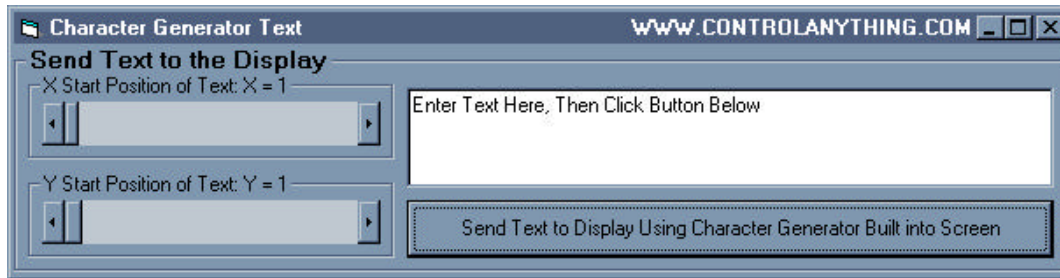 Character Generator Text WWW.CONTROLANYTHING.COM
Send Text to the Display
X Start Position of Text: X = 1
Enter Text Here, Then Click Button Below
Y Start Position of Text: Y = 1
Send Text to Display Using Character Generator Built into Screen